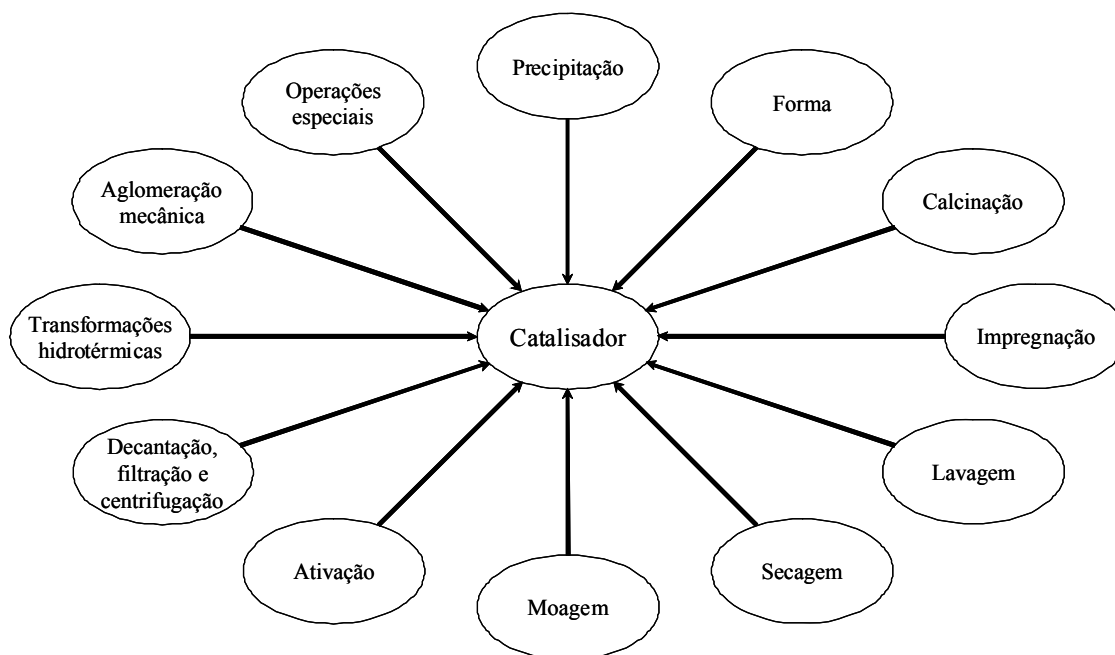 Precipitação
Operações
especiais
Forma
Aglomeração
mecânica
Calcinação
Transformações
hidrotérmicas
Catalisador
Impregnação
Decantação,
filtração e
centrifugação
Lavagem
Ativação
Secagem
Moagem